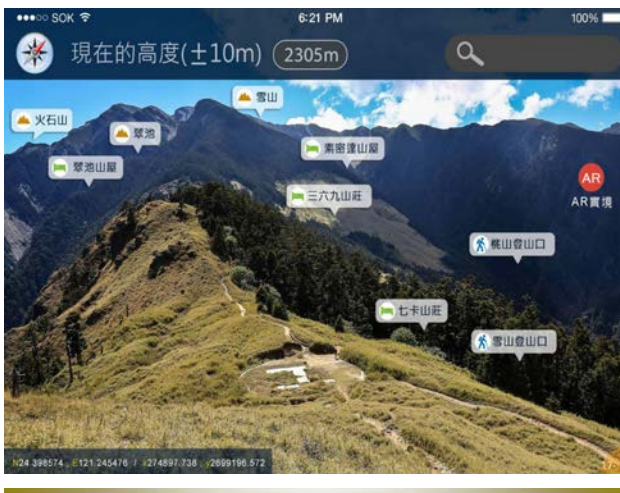 SOK 6:21 PM 100%
現在的高度(±10m) 2305m
雪山
火石山
翠池
素密達山屋
翠池山屋
AR
三六九山莊
AR實境
桃山登山口
七卡山莊
雪山登山口
N24.398574 , E121.245476 / x274897.738 , y2699196.572